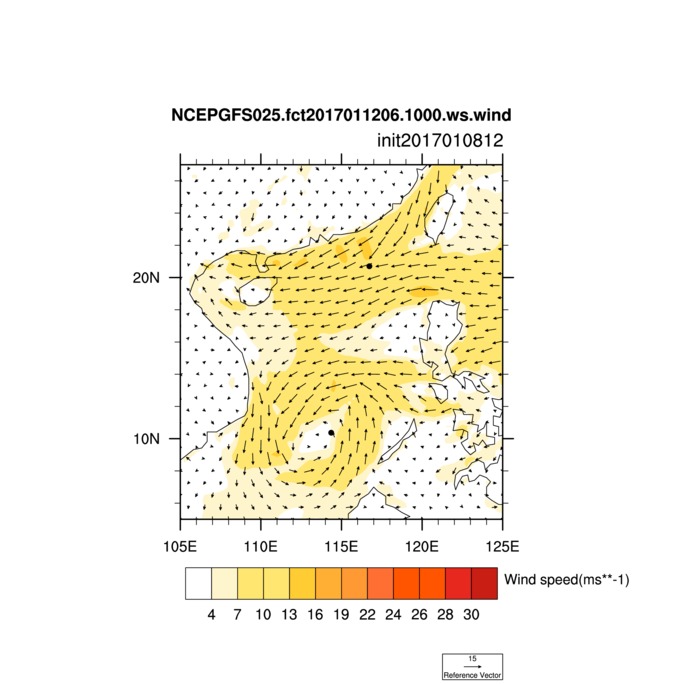 NCEPGFS025.fct2017011206.1000.ws.wind
init2017010812
20N
10N
105E 110E 115E 120E 125E
Wind speed(ms**-1)
4 7 10 13 16 19 22 24 26 28 30
15
Reference Vector